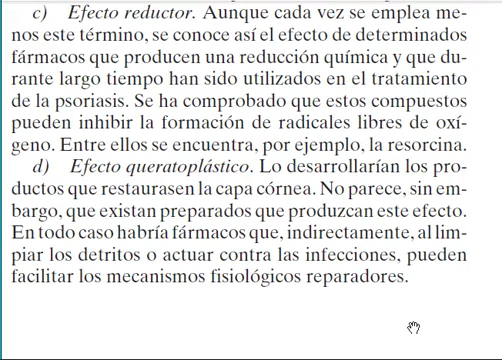 c) Efecto reductor. Aunque cada vez se emplea me-
nos este término, se conoce así el efecto de determinados
fármacos que producen una reducción química y que du-
rante largo tiempo han sido utilizados en el tratamiento
de la psoriasis. Se ha comprobado que estos compuestos
pueden inhibir la formación de radicales libres de oxí-
geno. Entre ellos se encuentra, por ejemplo, la resorcina.
d) Efecto queratoplástico. Lo desarrollarían los pro-
ductos que restaurasen la capa córnea. No parece, sin em-
bargo, que existan preparados que produzcan este efecto.
En todo caso habría fármacos que, indirectamente, al lim-
piar los detritos o actuar contra las infecciones, pueden
facilitar los mecanismos fisiológicos reparadores.